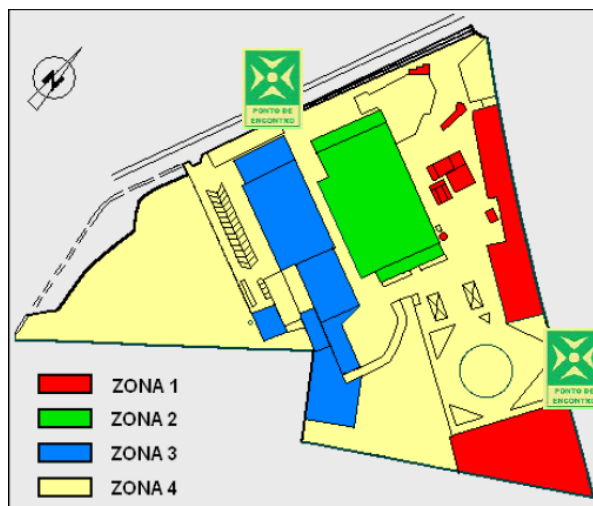 N
PONTO DE
ENCONTRO
PONTO DE
ENCONTRO
ZONA 1
ZONA 2
ZONA 3
ZONA 4